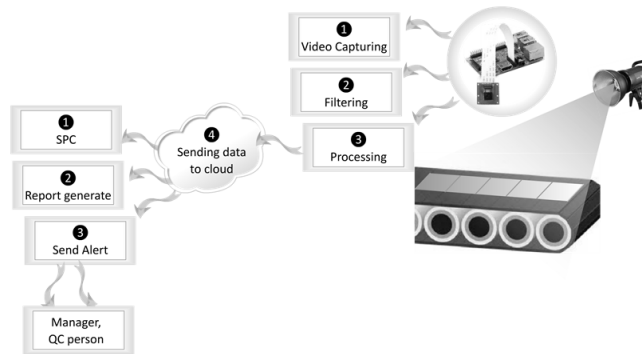 1
Video Capturing
2
Filtering
3
Processing
4
Sending data
to cloud
1
SPC
2
Report generate
3
Send Alert
Manager,
QC person